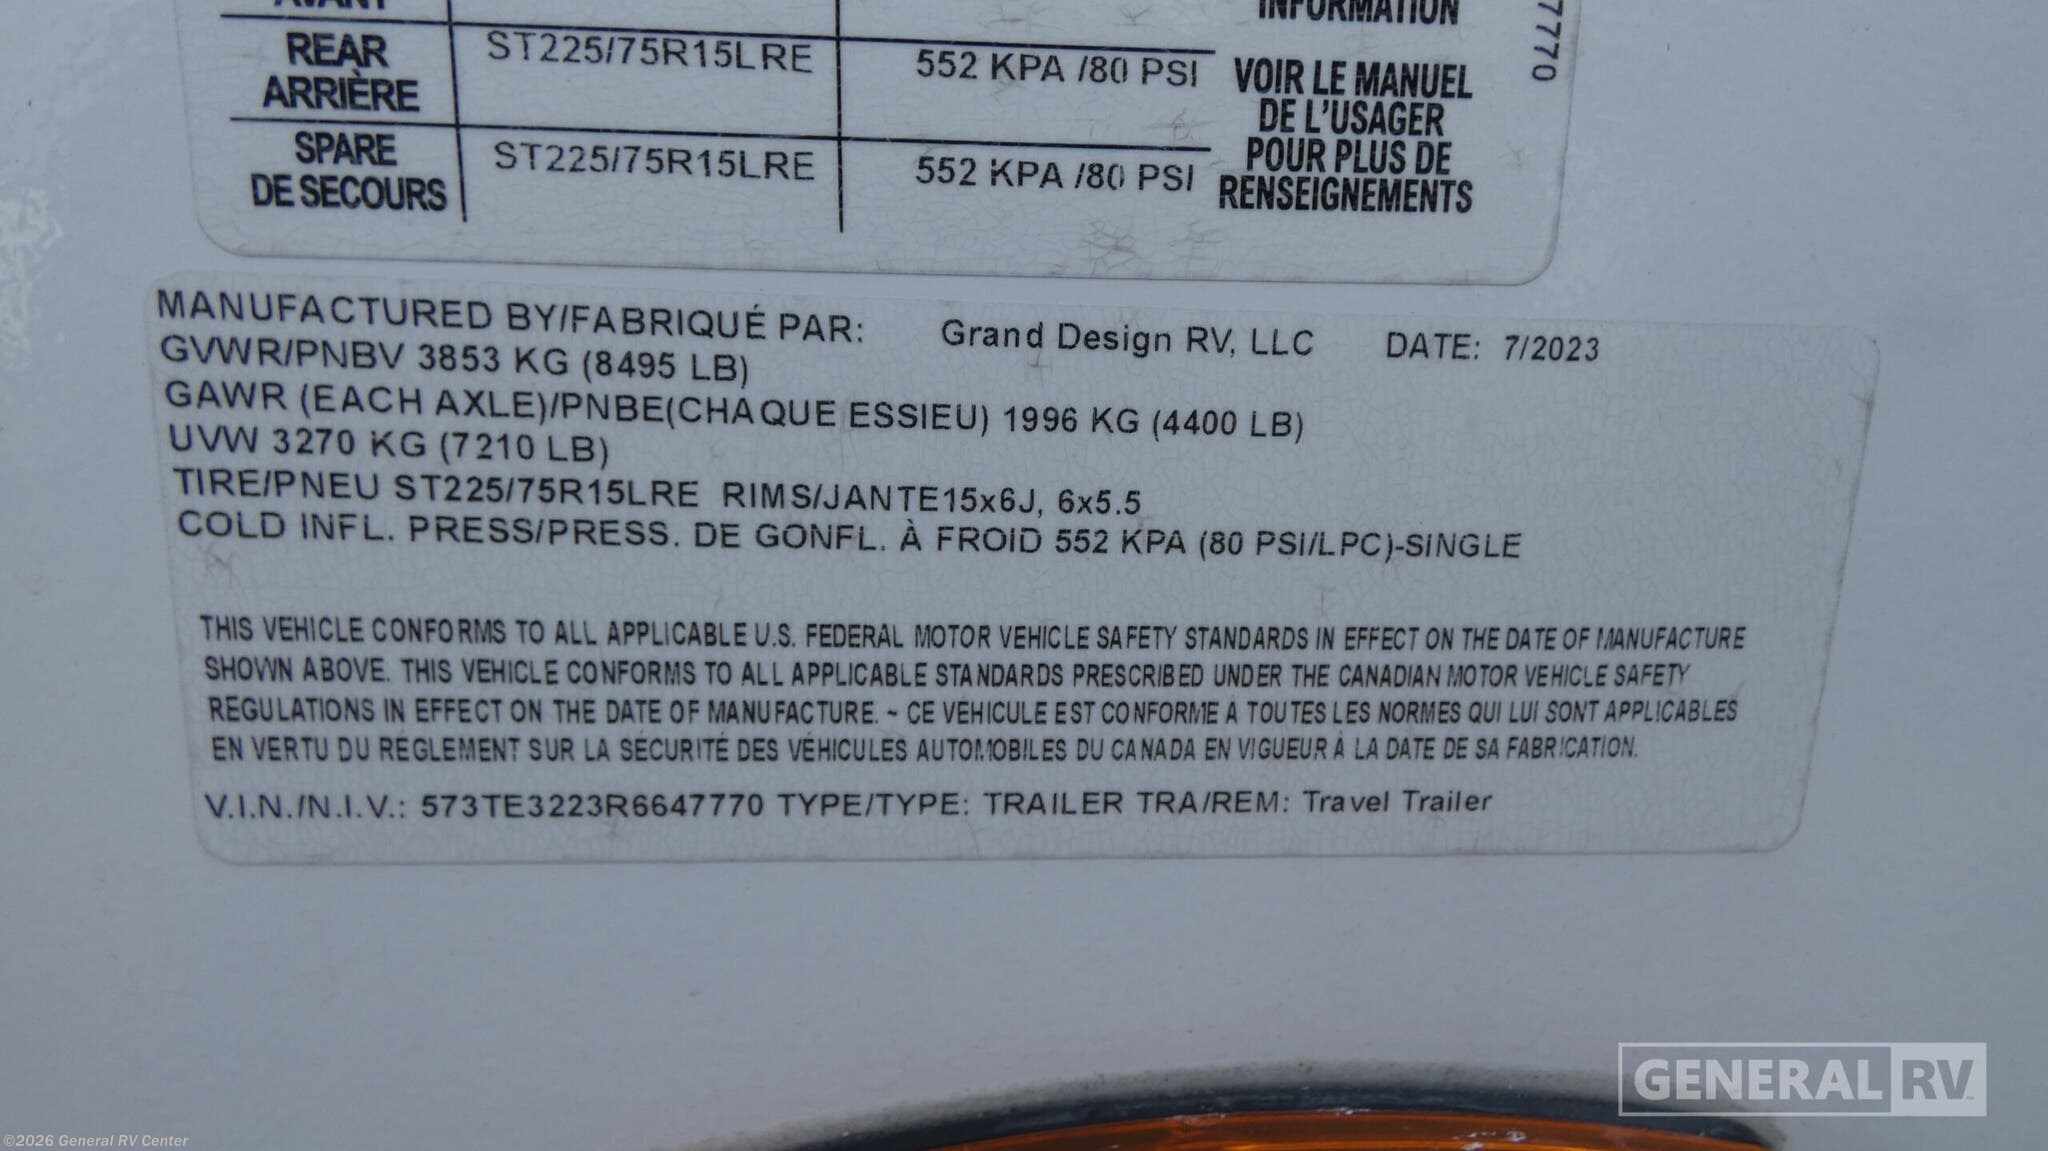 AVANT
INFORMATION
REAR
ARRIÈRE
ST225/75R15LRE 552 KPA /80 PSI
VOIR LE MANUEL
DE L'USAGER
POUR PLUS DE
RENSEIGNEMENTS
SPARE
DE SECOURS
ST225/75R15LRE 552 KPA /80 PSI
7770
MANUFACTURED BY/FABRIQUÉ PAR: Grand Design RV, LLC DATE: 7/2023
GVWR/PNBV 3853 KG (8495 LB)
GAWR (EACH AXLE)/PNBE(CHAQUE ESSIEU) 1996 KG (4400 LB)
UVW 3270 KG (7210 LB)
TIRE/PNEU ST225/75R15LRE RIMS/JANTE15x6J, 6x5.5
COLD INFL. PRESS/PRESS. DE GONFL. À FROID 552 KPA (80 PSI/LPC)-SINGLE
THIS VEHICLE CONFORMS TO ALL APPLICABLE U.S. FEDERAL MOTOR VEHICLE SAFETY STANDARDS IN EFFECT ON THE DATE OF MANUFACTURE
SHOWN ABOVE. THIS VEHICLE CONFORMS TO ALL APPLICABLE STANDARDS PRESCRIBED UNDER THE CANADIAN MOTOR VEHICLE SAFETY
REGULATIONS IN EFFECT ON THE DATE OF MANUFACTURE. ~ CE VÉHICULE EST CONFORME À TOUTES LES NORMES QUI LUI SONT APPLICABLES
EN VERTU DU RÉGLEMENT SUR LA SÉCURITÉ DES VÉHICULES AUTOMOBILES DU CANADA EN VIGUEUR À LA DATE DE SA FABRICATION.
V.I.N./N.I.V.: 573TE3223R6647770 TYPE/TYPE: TRAILER TRA/REM: Travel Trailer
GENERAL RV
©2026 General RV Center